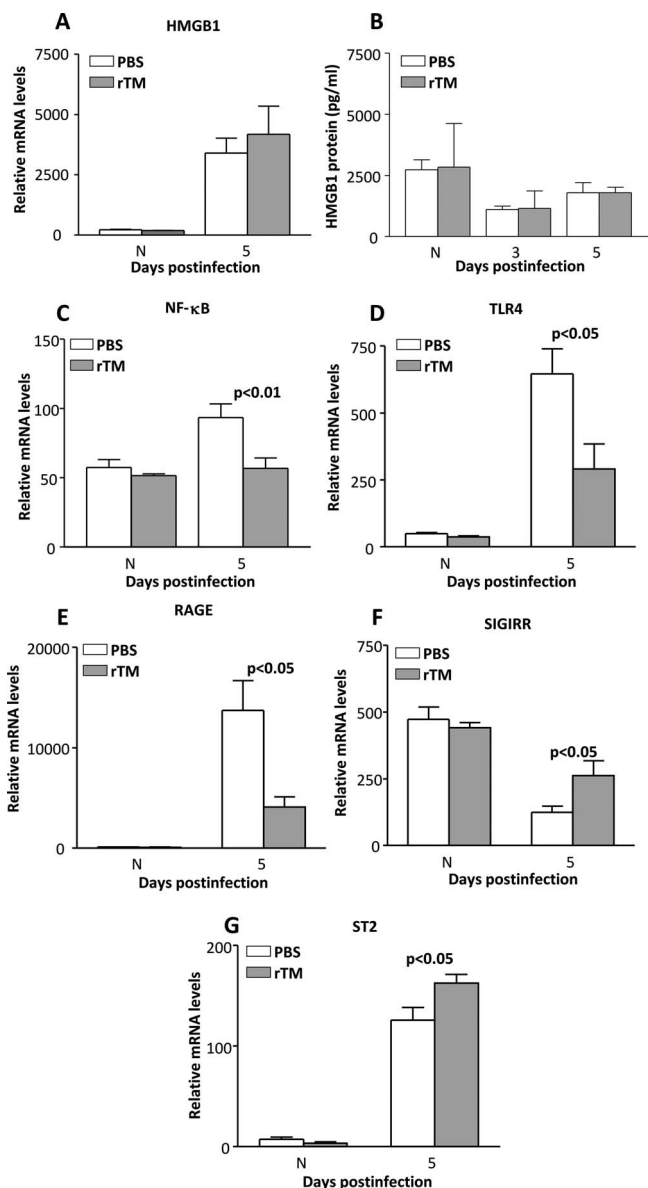 A
HMGB1
Relative mRNA levels
7500
5000
2500
0
PBS
rTM
N 5
Days postinfection
B
HMGB1 protein (pg/ml)
7500
5000
2500
0
PBS
rTM
N 3 5
Days postinfection
C
NF-κB
Relative mRNA levels
150
100
50
0
PBS
rTM
p<0.01
N 5
Days postinfection
D
TLR4
Relative mRNA levels
750
500
250
0
PBS
rTM
p<0.05
N 5
Days postinfection
E
RAGE
Relative mRNA levels
20000
10000
0
PBS
rTM
p<0.05
N 5
Days postinfection
F
SIGIRR
Relative mRNA levels
750
500
250
0
PBS
rTM
p<0.05
N 5
Days postinfection
G
ST2
Relative mRNA levels
200
100
0
PBS
rTM
p<0.05
N 5
Days postinfection